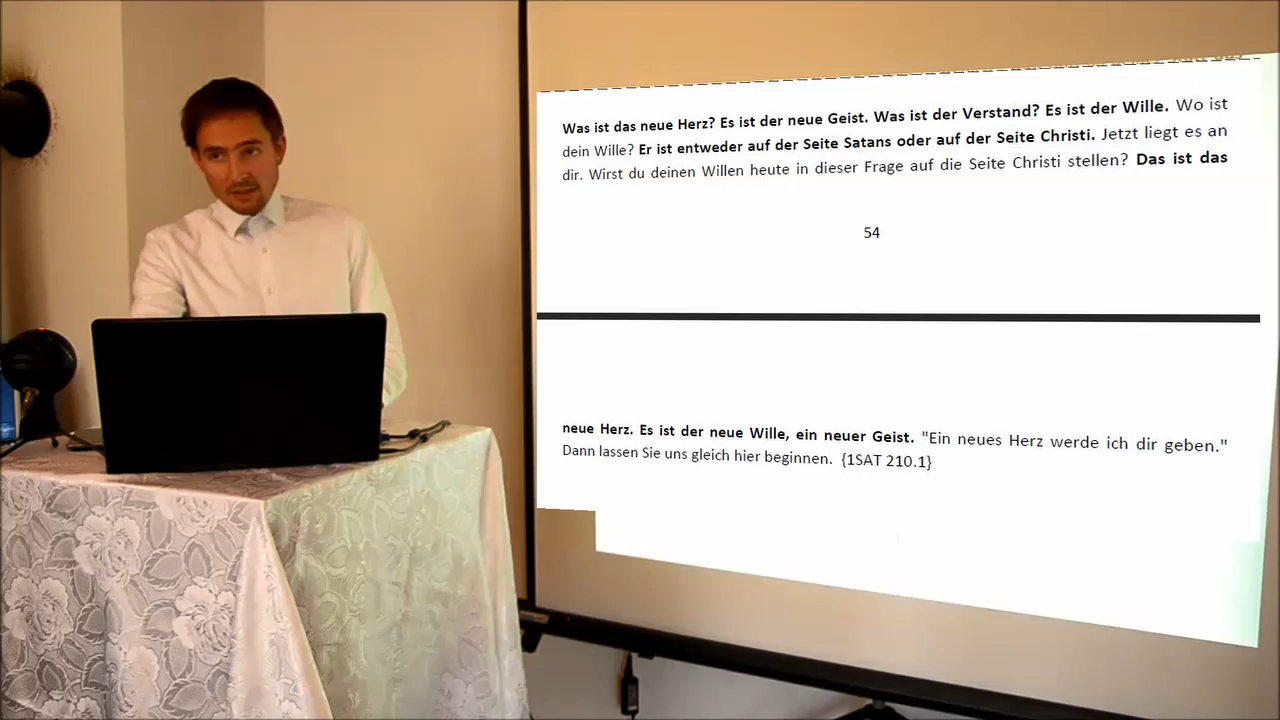 Was ist das neue Herz? Es ist der neue Geist. Was ist der Verstand? Es ist der Wille. Wo ist
dein Wille? Er ist entweder auf der Seite Satans oder auf der Seite Christi. Jetzt liegt es an
dir. Wirst du deinen Willen heute in dieser Frage auf die Seite Christi stellen? Das ist das
54
neue Herz. Es ist der neue Wille, ein neuer Geist. "Ein neues Herz werde ich dir geben."
Dann lassen Sie uns gleich hier beginnen. {1SAT 210.1}